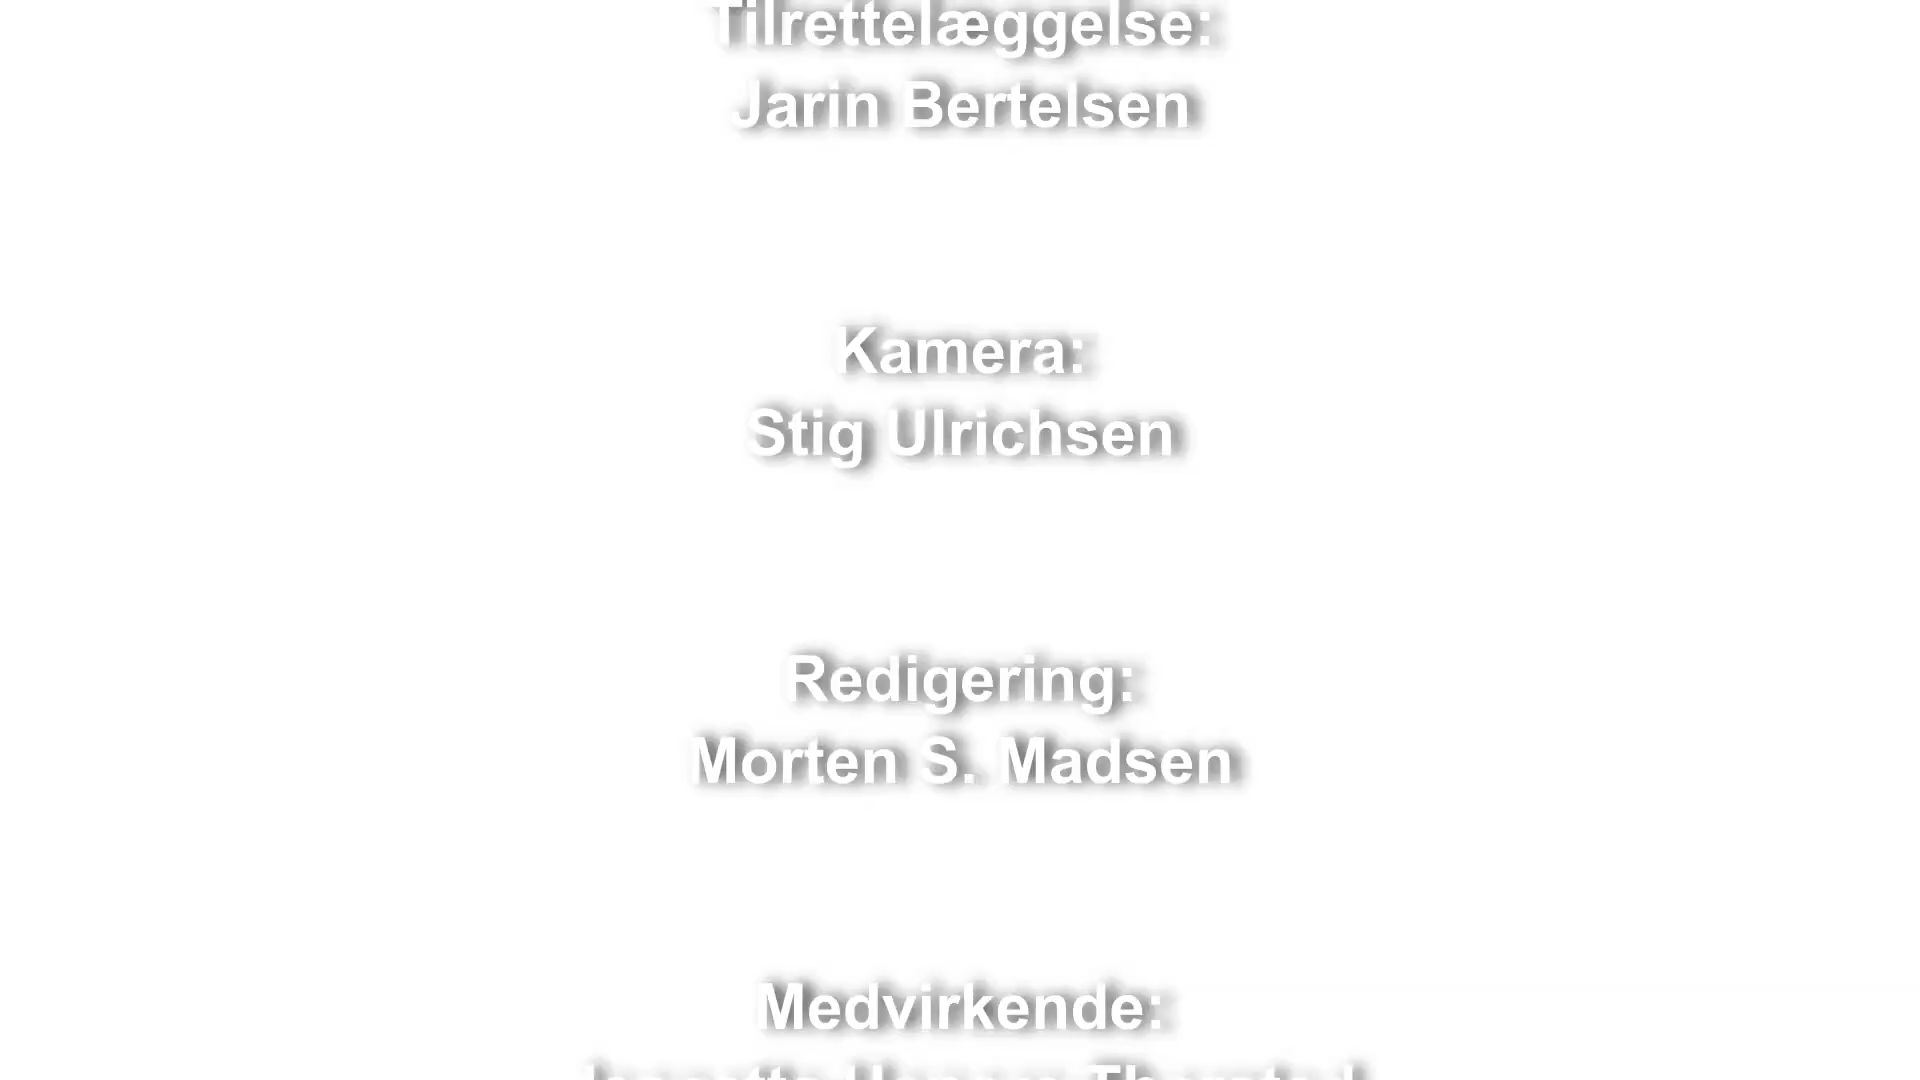 Tilrettelæggelse:
Jarin Bertelsen
Kamera:
Stig Ulrichsen
Redigering:
Morten S. Madsen
Medvirkende: